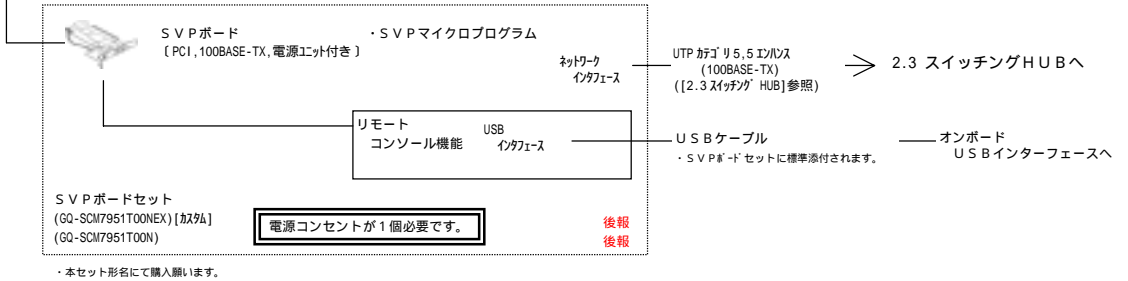 SVPボード ・SVPマイクロプログラム
〔PCI,100BASE-TX,電源ユニット付き〕
ネットワーク
インタフェース
UTP カテゴリ5,5エンハンス
(100BASE-TX)
([2.3スイッチング HUB]参照)
2.3 スイッチングHUBへ
リモート
コンソール機能
USB
インタフェース
USBケーブル
・SVPボードセットに標準添付されます。
オンボード
USBインターフェースへ
SVPボードセット
(GQ-SCM7951T00NEX)[カスタム]
(GQ-SCM7951T00N)
電源コンセントが1個必要です。
後報
後報
・本セット形名にて購入願います。